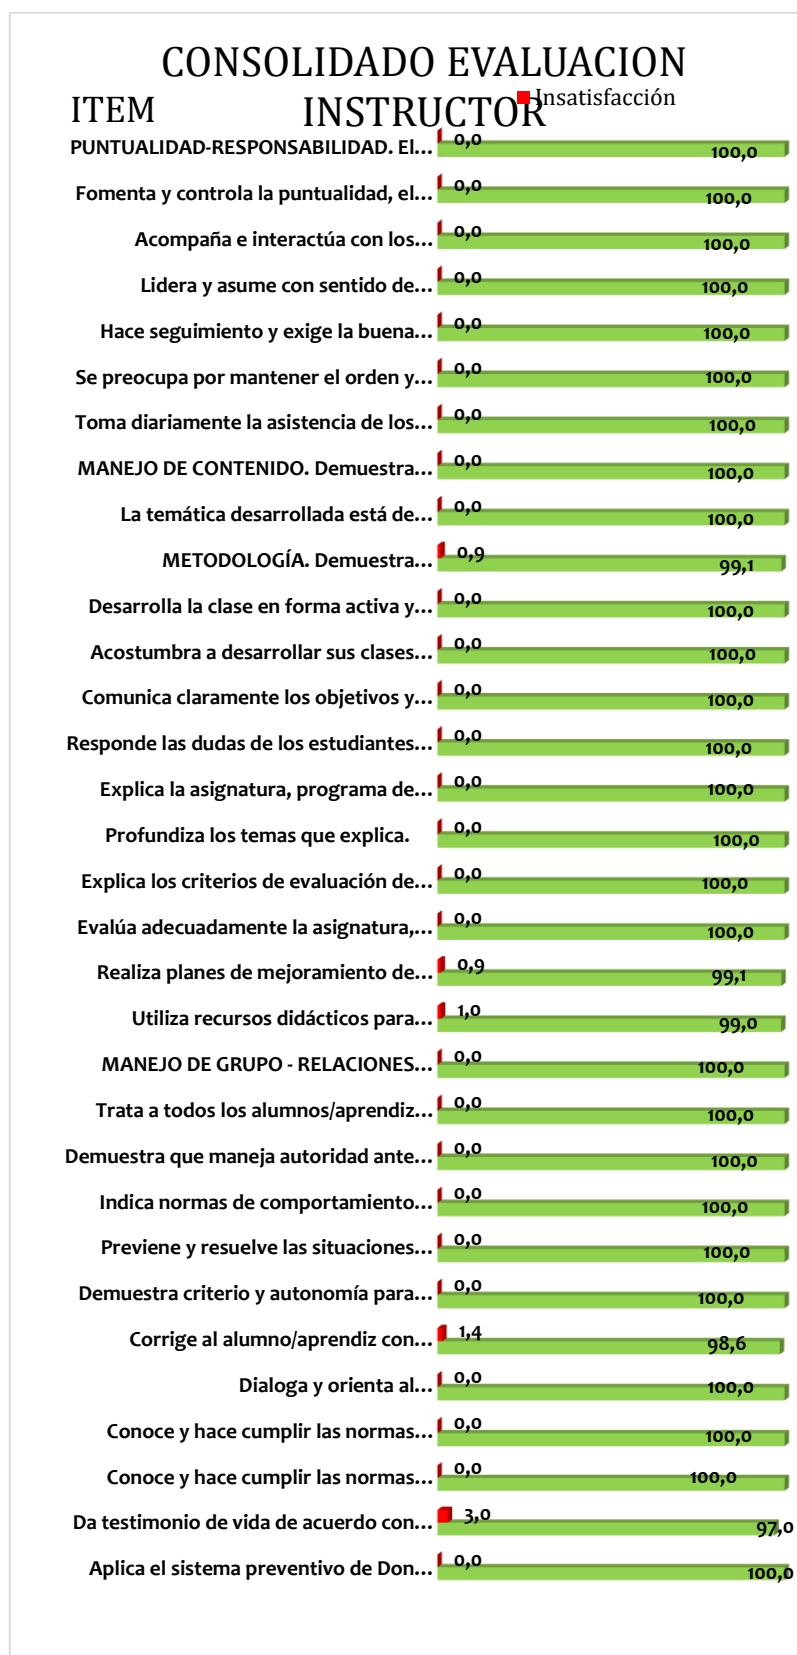 CONSOLIDADO EVALUACION
INSTRUCTOR
ITEM
Insatisfacción
PUNTUALIDAD-RESPONSABILIDAD. El... 0,0 100,0
Fomenta y controla la puntualidad, el... 0,0 100,0
Acompaña e interactúa con los... 0,0 100,0
Lidera y asume con sentido de... 0,0 100,0
Hace seguimiento y exige la buena... 0,0 100,0
Se preocupa por mantener el orden y... 0,0 100,0
Toma diariamente la asistencia de los... 0,0 100,0
MANEJO DE CONTENIDO. Demuestra... 0,0 100,0
La temática desarrollada está de... 0,0 100,0
METODOLOGÍA. Demuestra... 0,9 99,1
Desarrolla la clase en forma activa y... 0,0 100,0
Acostumbra a desarrollar sus clases... 0,0 100,0
Comunica claramente los objetivos y... 0,0 100,0
Responde las dudas de los estudiantes... 0,0 100,0
Explica la asignatura, programa de... 0,0 100,0
Profundiza los temas que explica. 0,0 100,0
Explica los criterios de evaluación de... 0,0 100,0
Evalúa adecuadamente la asignatura,... 0,0 100,0
Realiza planes de mejoramiento de... 0,9 99,1
Utiliza recursos didácticos para... 1,0 99,0
MANEJO DE GRUPO - RELACIONES... 0,0 100,0
Trata a todos los alumnos/aprendiz... 0,0 100,0
Demuestra que maneja autoridad ante... 0,0 100,0
Indica normas de comportamiento... 0,0 100,0
Previene y resuelve las situaciones... 0,0 100,0
Demuestra criterio y autonomía para... 0,0 100,0
Corrige al alumno/aprendiz con... 1,4 98,6
Dialoga y orienta al... 0,0 100,0
Conoce y hace cumplir las normas... 0,0 100,0
Conoce y hace cumplir las normas... 0,0 100,0
Da testimonio de vida de acuerdo con... 3,0 97,0
Aplica el sistema preventivo de Don... 0,0 100,0